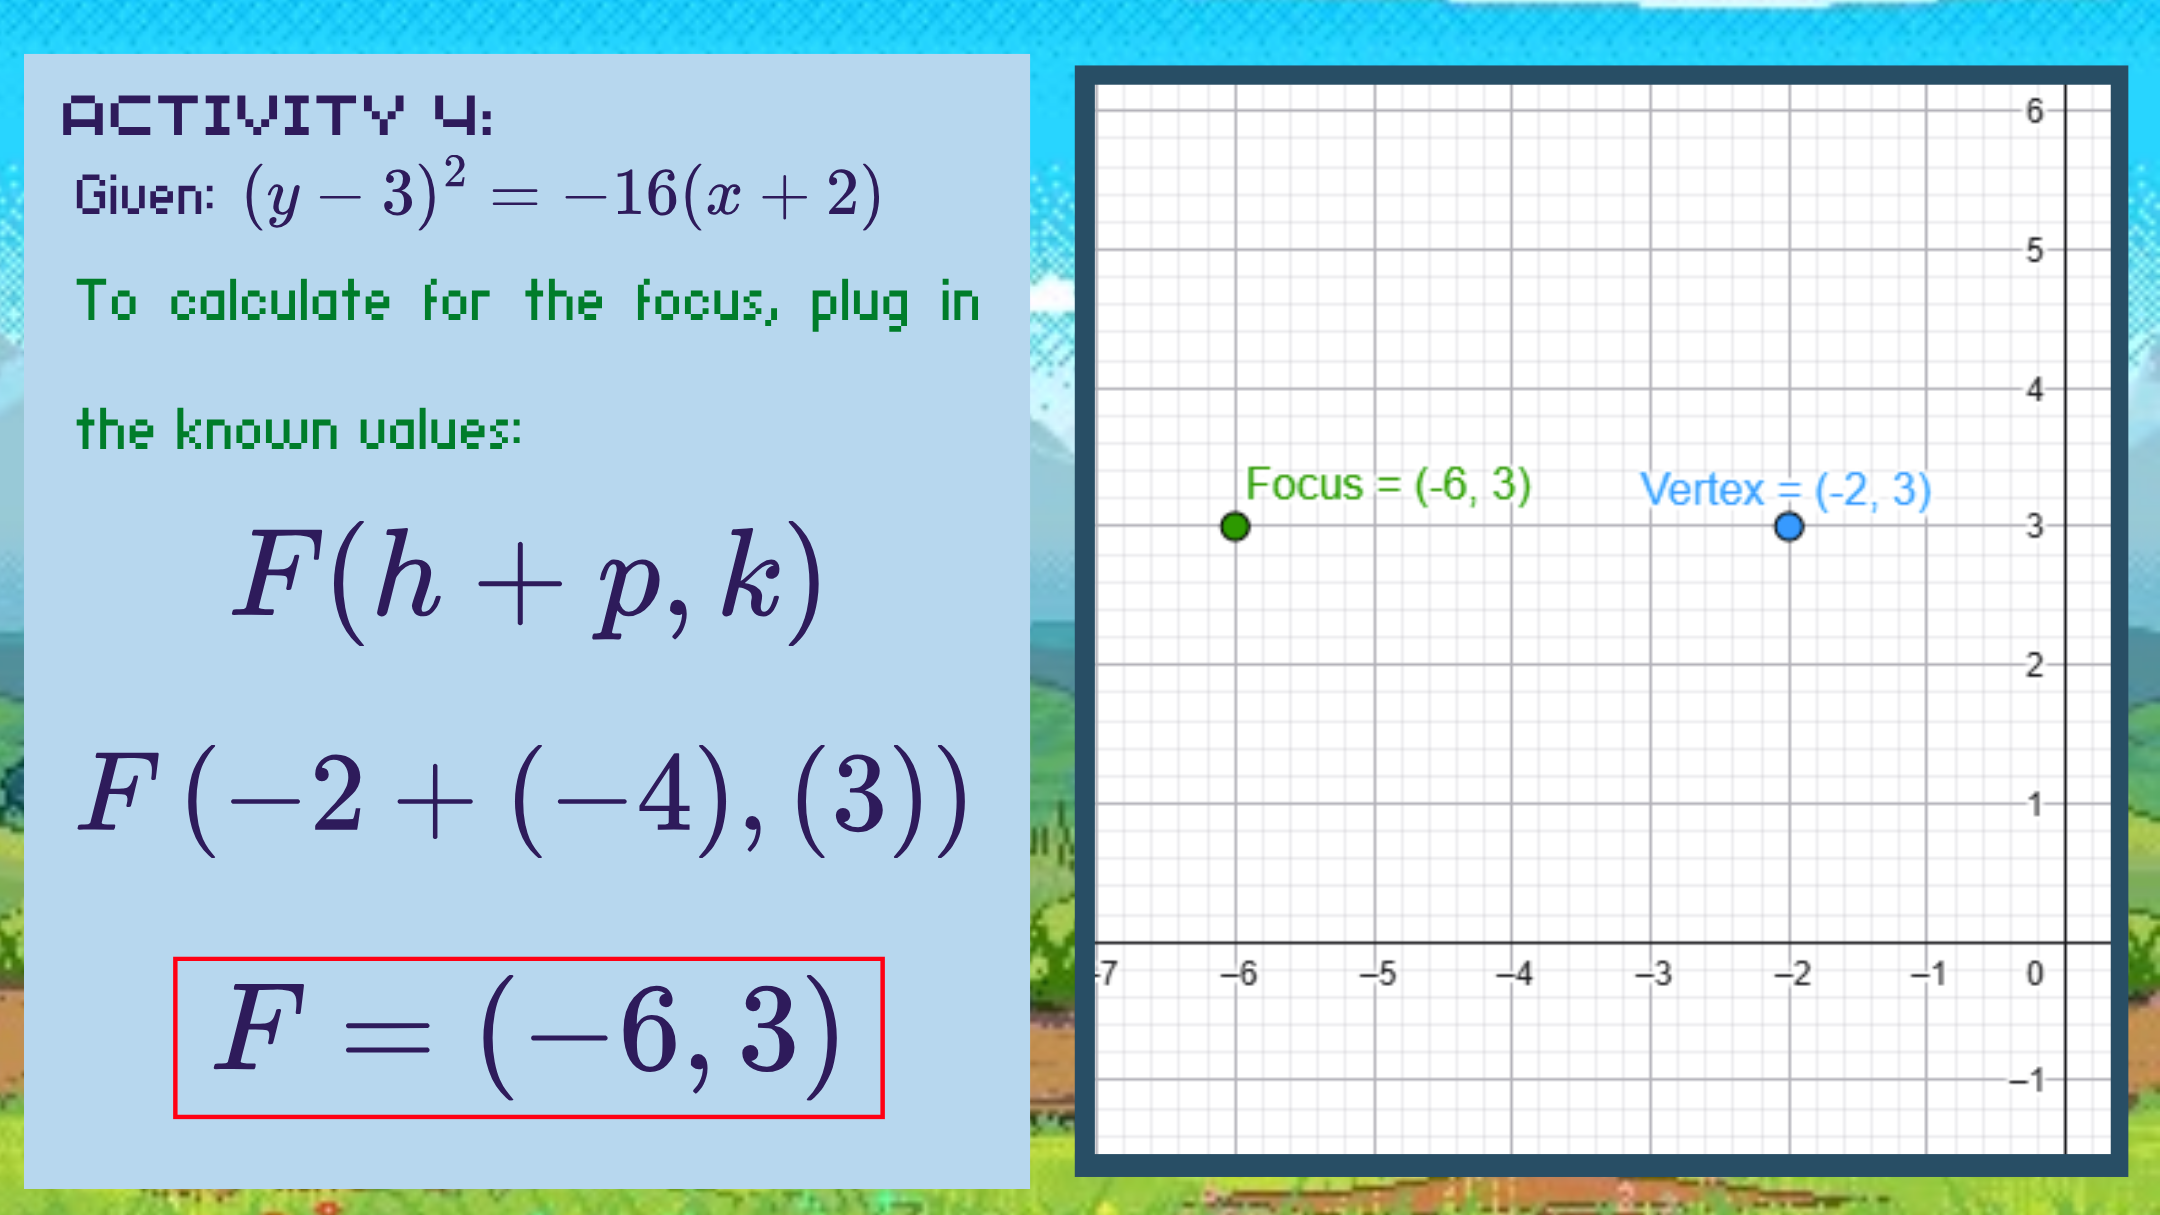 ACTIVITY 4:
Given: (y − 3)² = −16(x + 2)
To calculate for the focus, plug in
the known values:
F(h + p, k)
F(−2 + (−4), (3))
F = (−6, 3)
6
5
4
Focus = (-6, 3)
Vertex = (-2, 3)
3
2
1
−7 −6 −5 −4 −3 −2 −1 0
−1